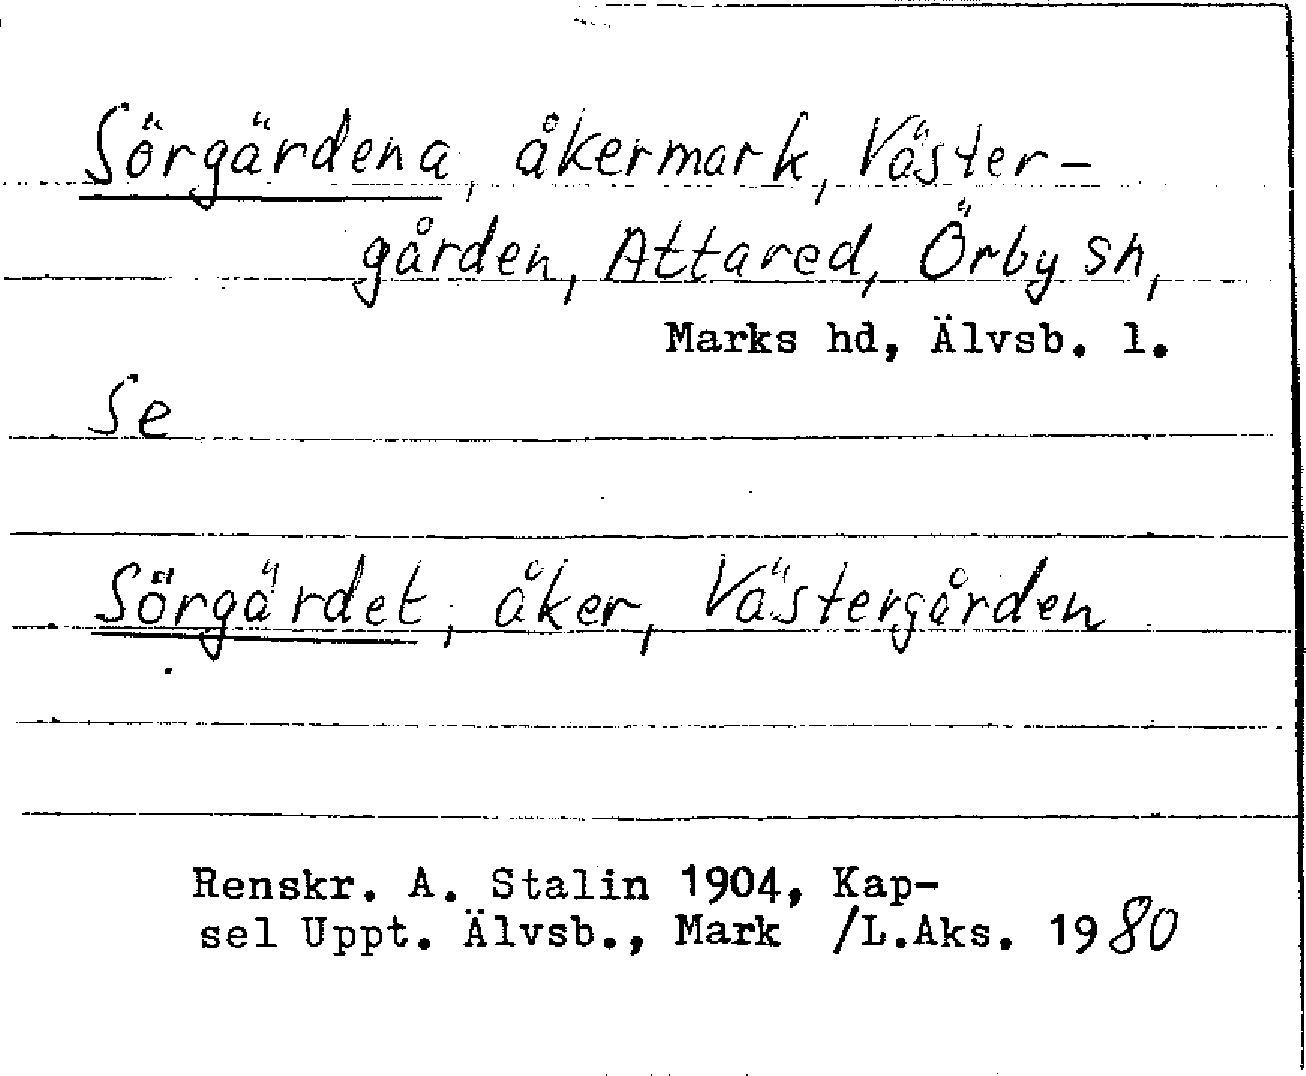 Sörgärdena, åkermark, Väster-
gården, Attared, Örby sn,
Marks hd, Älvsb. l.
Se
Sörgärdet, åker, Västergården
Renskr. A. Stalin 1904, Kap-
sel Uppt. Älvsb., Mark /L.Aks. 1980